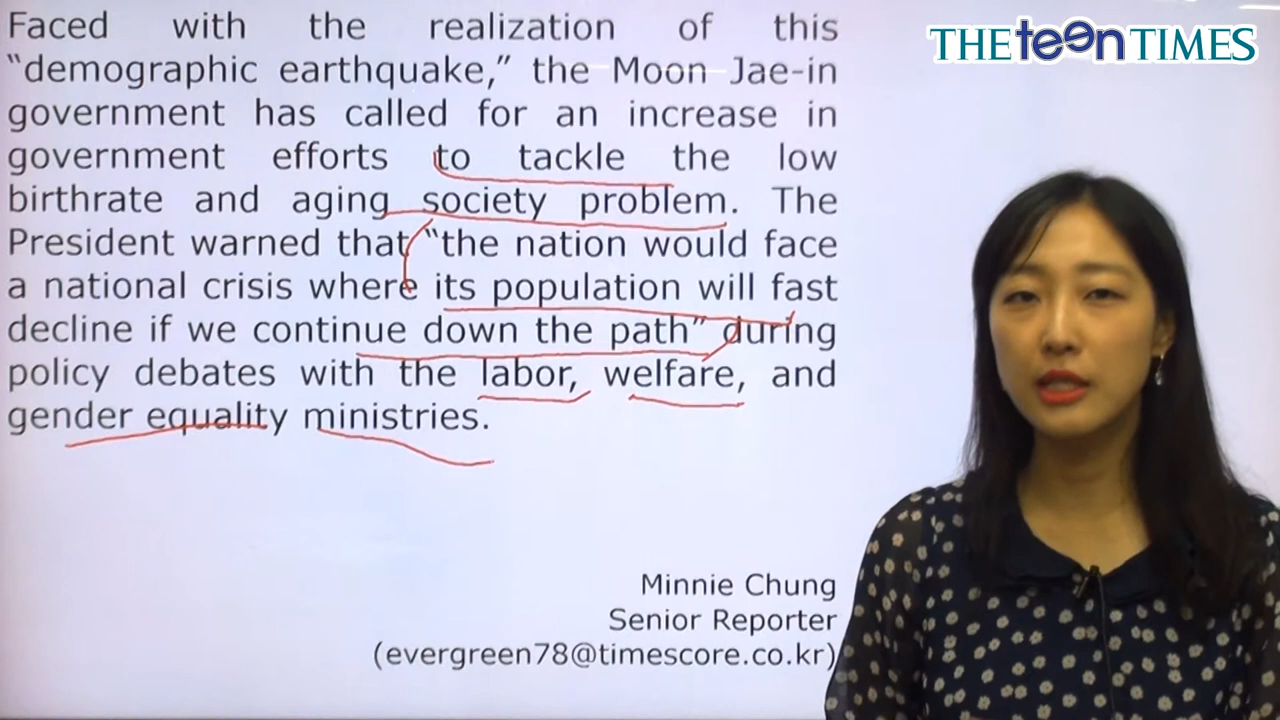 Faced with the realization of this
“demographic earthquake,” the Moon Jae-in
government has called for an increase in
government efforts to tackle the low
birthrate and aging society problem. The
President warned that “the nation would face
a national crisis where its population will fast
decline if we continue down the path” during
policy debates with the labor, welfare, and
gender equality ministries.
Minnie Chung
Senior Reporter
(evergreen78@timescore.co.kr)
THE teen TIMES